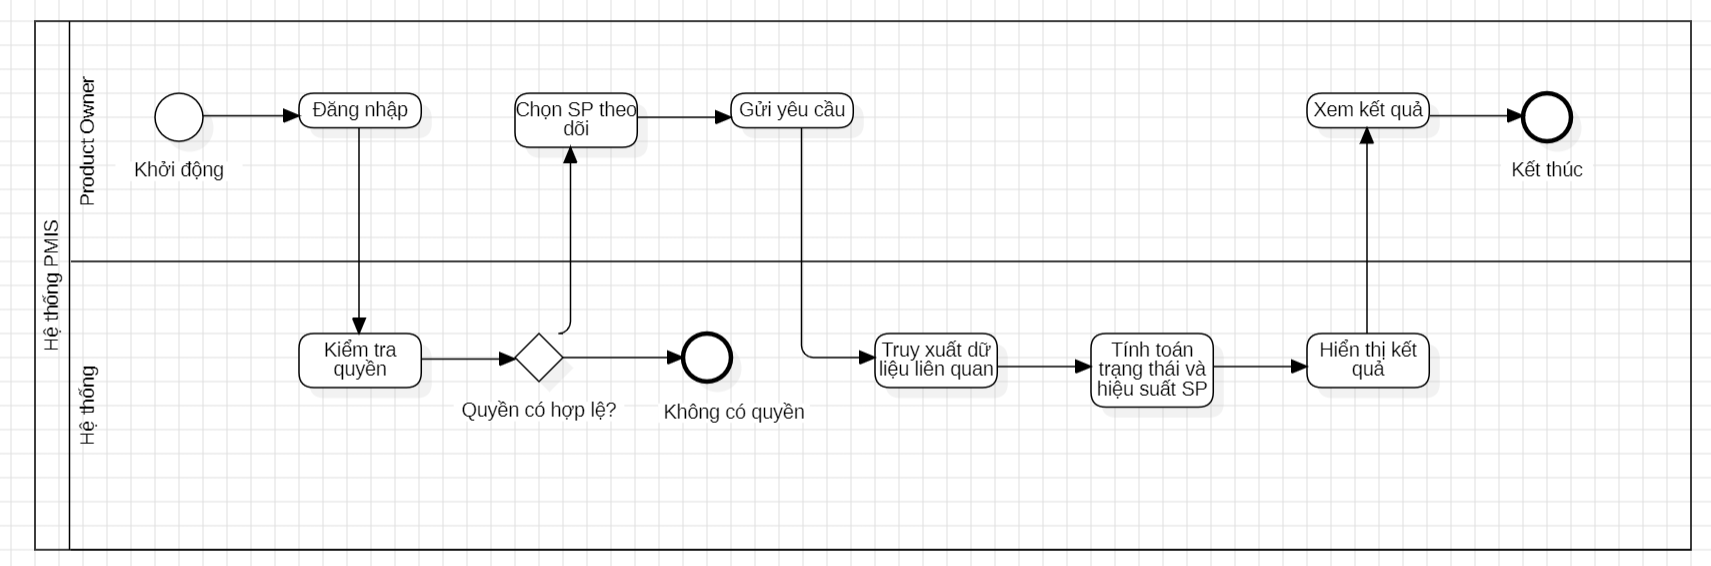 Hệ thống PMIS
Product Owner
Khởi động
Đăng nhập
Chọn SP theo
dõi
Gửi yêu cầu
Xem kết quả
Kết thúc
Hệ thống
Kiểm tra
quyền
Quyền có hợp lệ?
Không có quyền
Truy xuất dữ
liệu liên quan
Tính toán
trạng thái và
hiệu suất SP
Hiển thị kết
quả